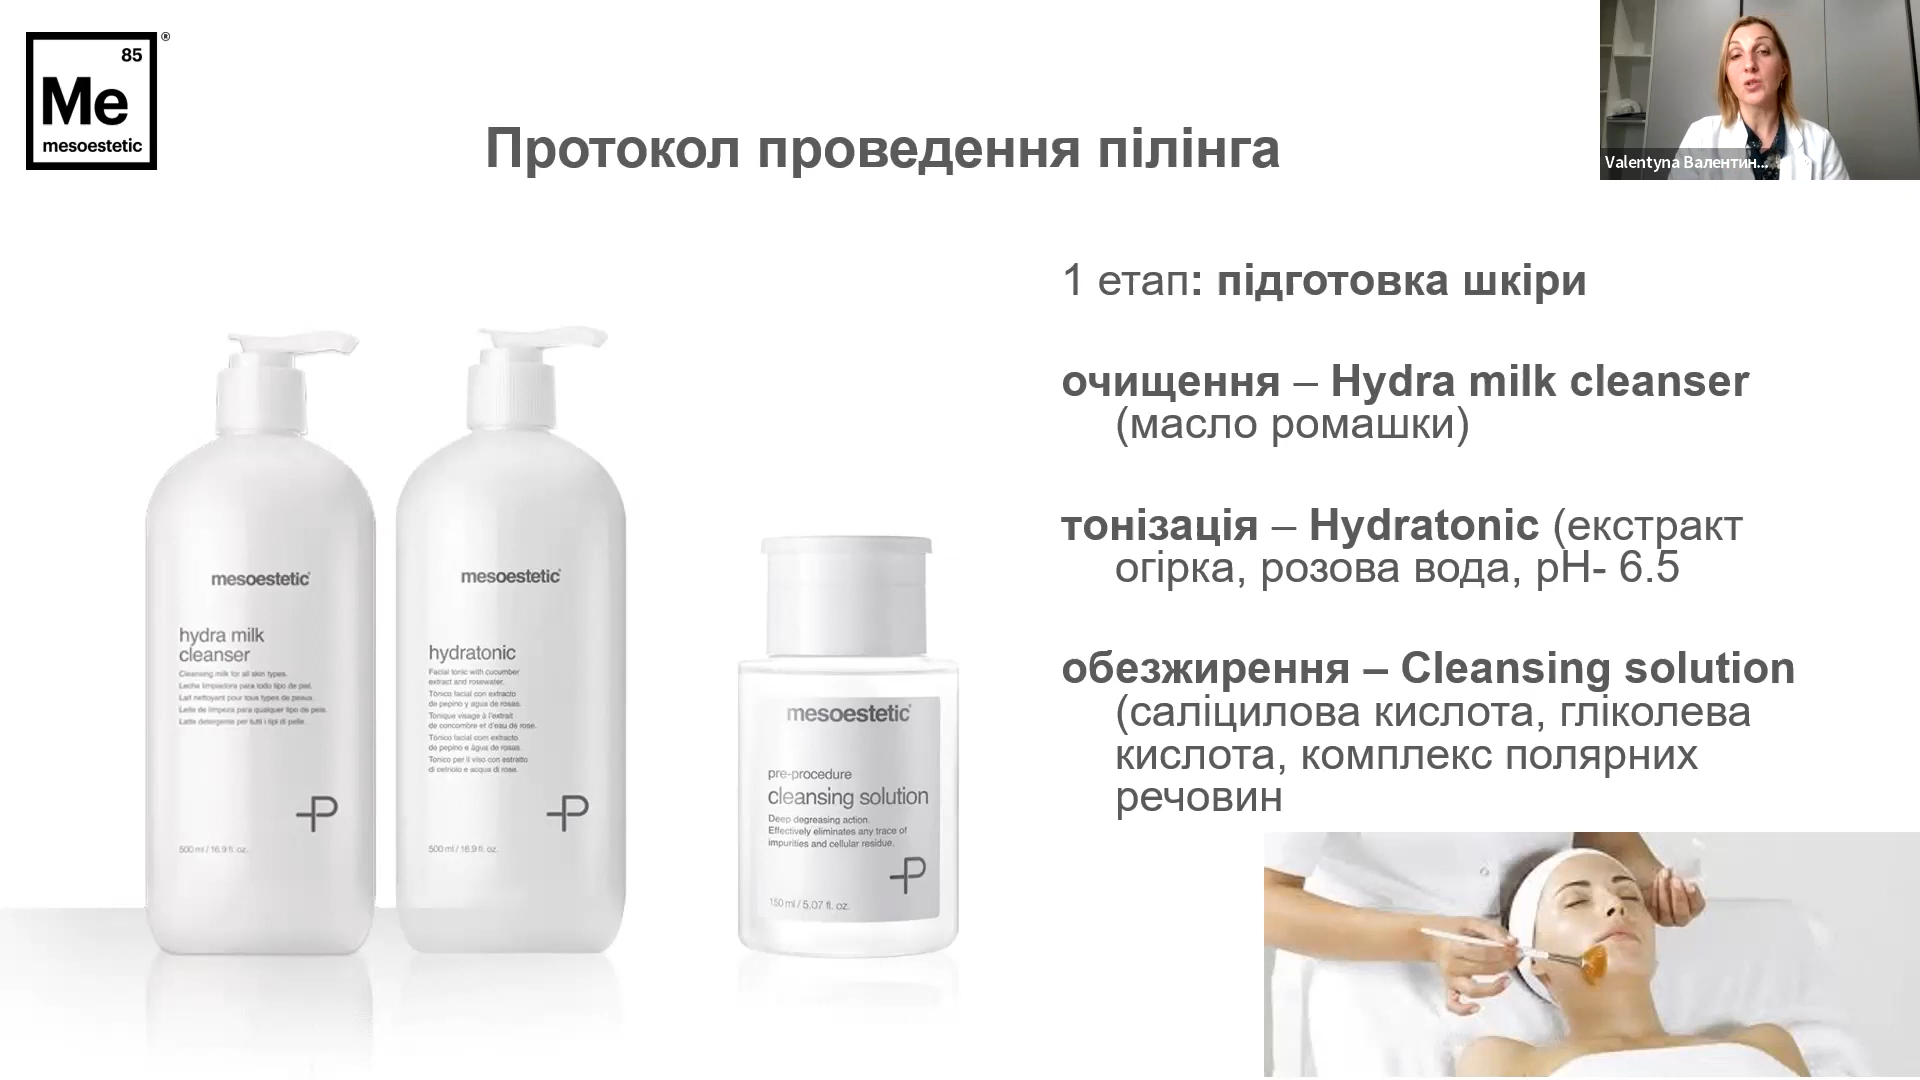 85
Me
mesoestetic
®
Протокол проведення пілінга
Valentyna Валентин...
1 етап: підготовка шкіри
очищення – Hydra milk cleanser
(масло ромашки)
тонізація – Hydratonic (екстракт
огірка, розова вода, pH- 6.5
обезжирення – Cleansing solution
(саліцилова кислота, гліколева
кислота, комплекс полярних
речовин
mesoestetic
hydra milk
cleanser
Cleansing milk for all skin types.
Leche limpiadora para todo tipo de piel.
Lait nettoyant pour tous types de peaux.
Leite de limpeza para qualquer tipo de pele.
Latte detergente per tutti i tipi di pelle.
P
500 ml / 16.9 fl. oz.
mesoestetic
hydratonic
Facial tonic with cucumber
extract and rosewater.
Tónico facial con extracto
de pepino y agua de rosas.
Tonique visage à l'extrait
de concombre et d'eau de rose.
Tónico facial com extracto
de pepino e água de rosas.
Tonico per il viso con estratto
di cetriolo e acqua di rose.
P
500 ml / 16.9 fl. oz.
mesoestetic
pre-procedure
cleansing solution
Deep degreasing action.
Effectively eliminates any trace of
impurities and cellular residue.
P
150 ml / 5.07 fl. oz.